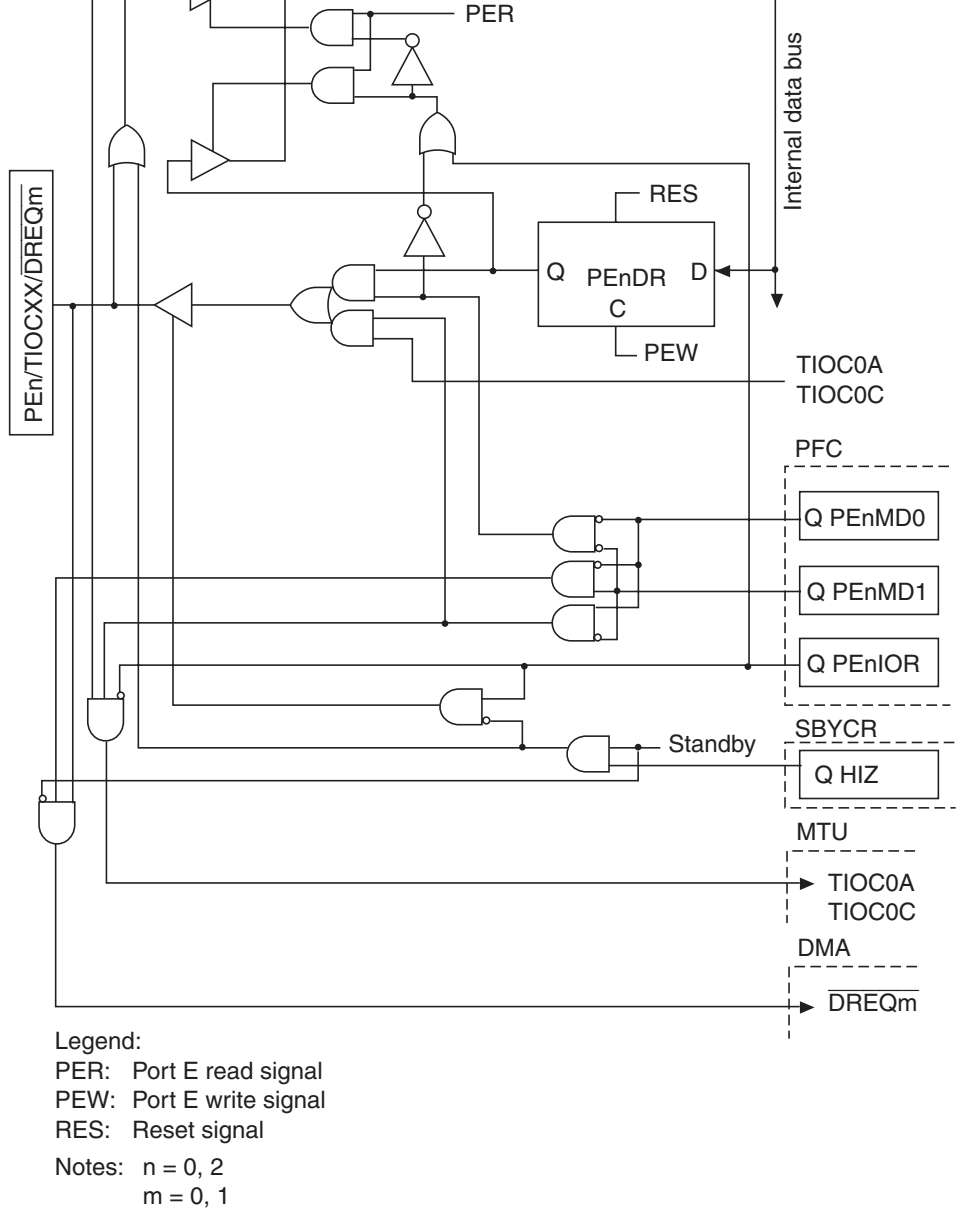 PER
Internal data bus
RES
PEn/TIOCXX/D̅R̅E̅Q̅m̅
Q PEnDR D
C
PEW
TIOC0A
TIOC0C
PFC
Q PEnMD0
Q PEnMD1
Q PEnIOR
SBYCR
Standby
Q HIZ
MTU
TIOC0A
TIOC0C
DMA
D̅R̅E̅Q̅m̅
Legend:
PER: Port E read signal
PEW: Port E write signal
RES: Reset signal
Notes: n = 0, 2
m = 0, 1